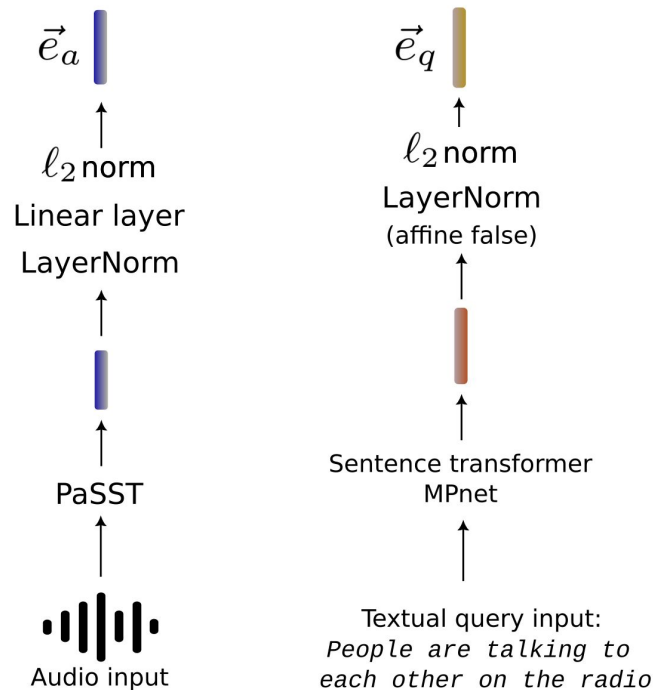 e⃗ₐ
ℓ₂ norm
Linear layer
LayerNorm
PaSST
Audio input
e⃗_q
ℓ₂ norm
LayerNorm
(affine false)
Sentence transformer
MPnet
Textual query input:
People are talking to
each other on the radio